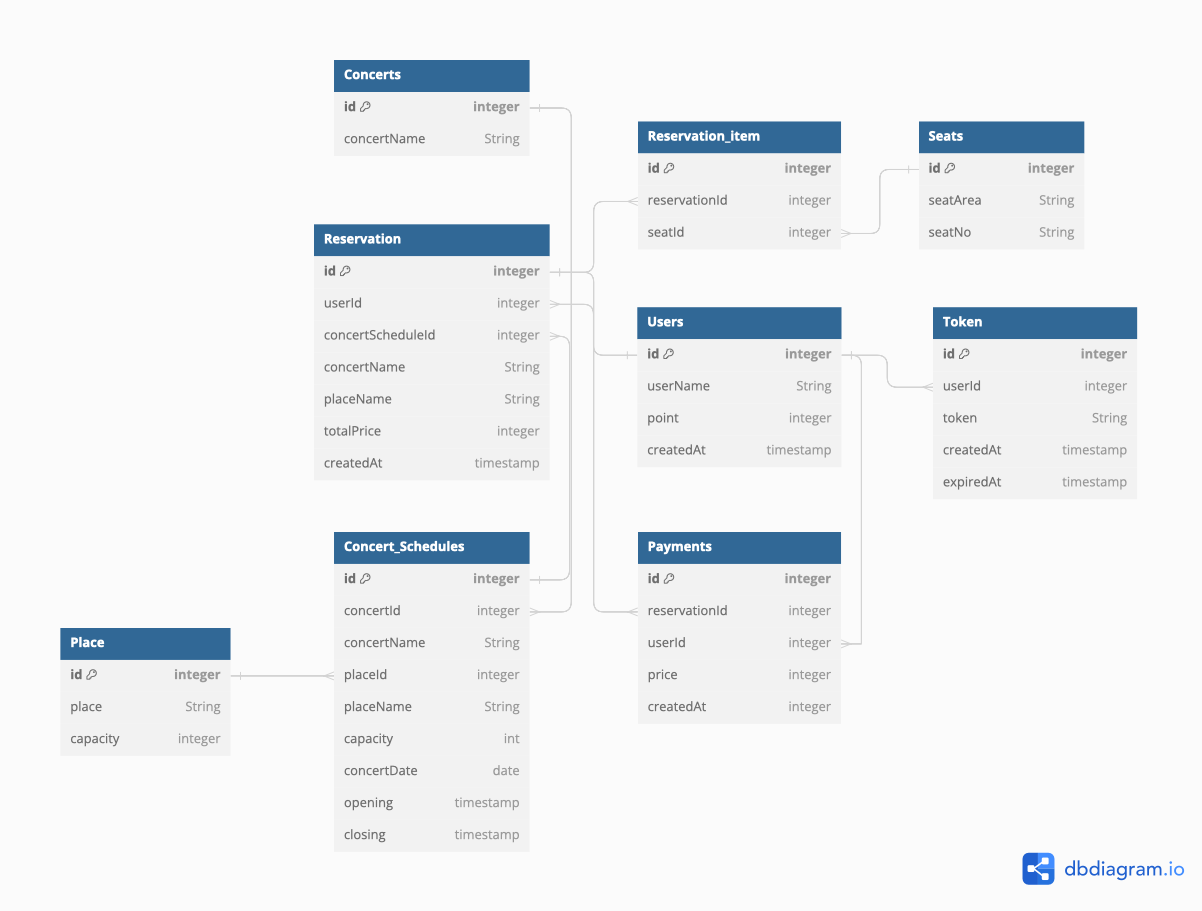 Concerts
id integer
concertName String
Reservation
id integer
userId integer
concertScheduleId integer
concertName String
placeName String
totalPrice integer
createdAt timestamp
Concert_Schedules
id integer
concertId integer
concertName String
placeId integer
placeName String
capacity int
concertDate date
opening timestamp
closing timestamp
Place
id integer
place String
capacity integer
Reservation_item
id integer
reservationId integer
seatId integer
Seats
id integer
seatArea String
seatNo String
Users
id integer
userName String
point integer
createdAt timestamp
Token
id integer
userId integer
token String
createdAt timestamp
expiredAt timestamp
Payments
id integer
reservationId integer
userId integer
price integer
createdAt integer
dbdiagram.io